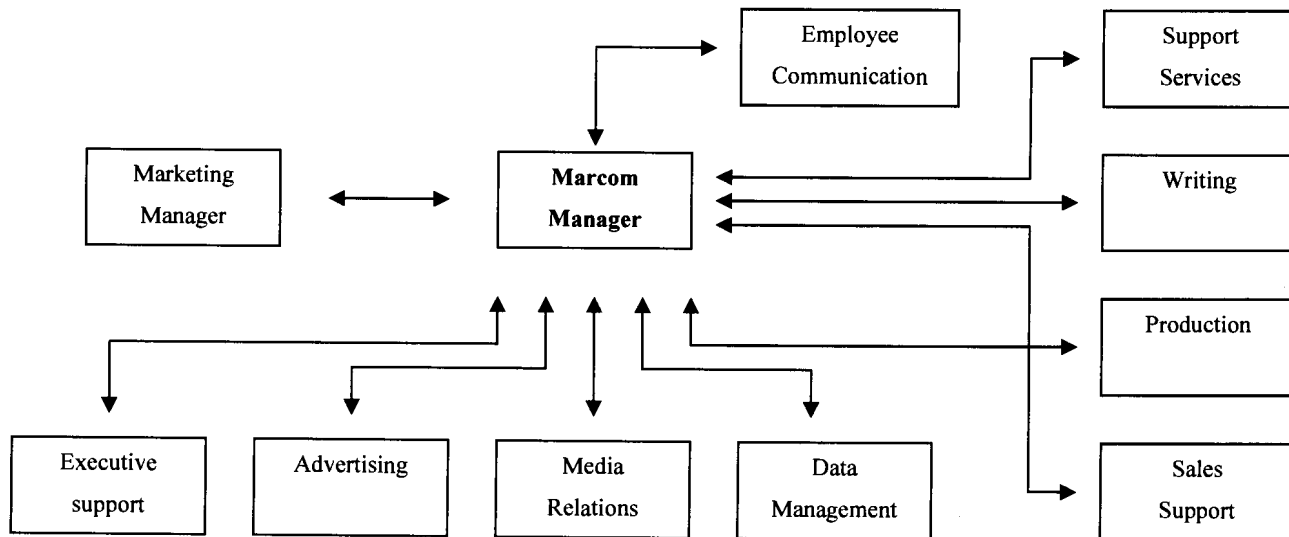 Employee
Communication
Support
Services
Marketing
Manager
Marcom
Manager
Writing
Production
Executive
support
Advertising
Media
Relations
Data
Management
Sales
Support